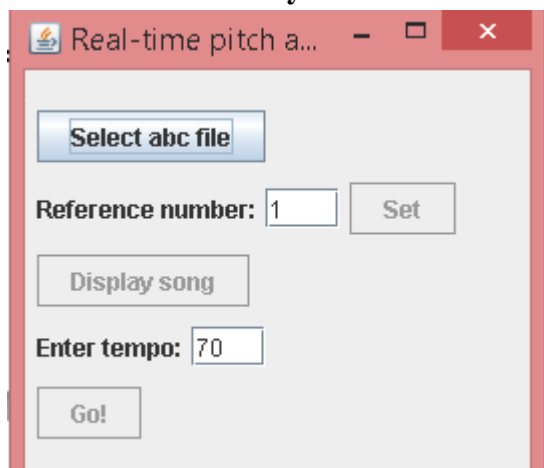 Real-time pitch a...
Select abc file
Reference number: 1 Set
Display song
Enter tempo: 70
Go!